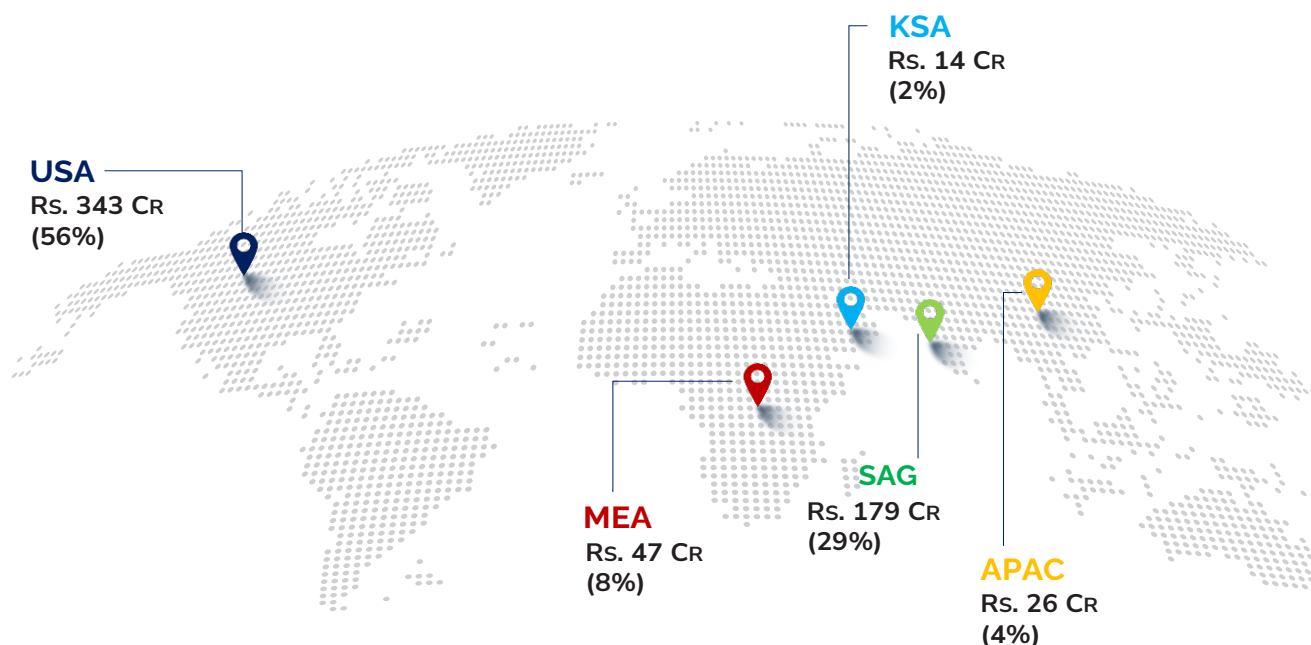 KSA
Rs. 14 Cr
(2%)
USA
Rs. 343 Cr
(56%)
SAG
Rs. 179 Cr
(29%)
MEA
Rs. 47 Cr
(8%)
APAC
Rs. 26 Cr
(4%)